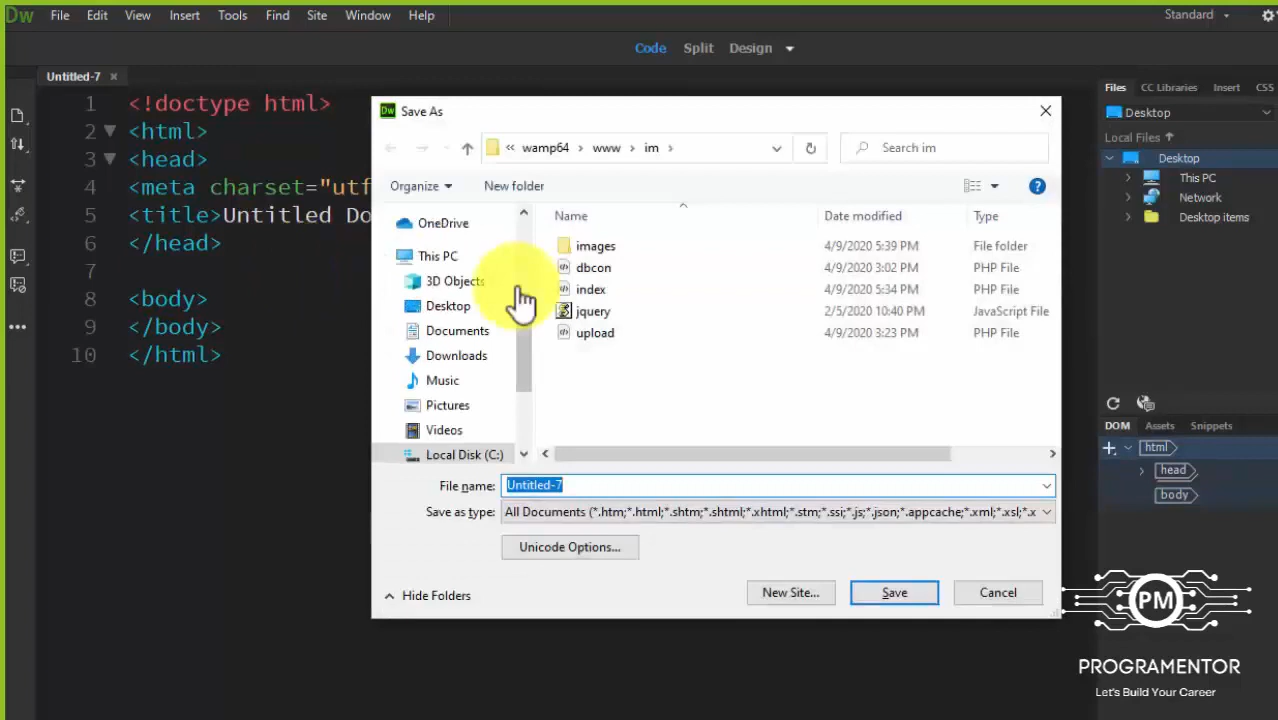 Dw File Edit View Insert Tools Find Site Window Help Standard
Code Split Design
Untitled-7 ×
Files CC Libraries Insert CSS
Desktop
Local Files
Desktop
This PC
Network
Desktop items
1 <!doctype html>
2 <html>
3 <head>
4 <meta charset="utf
5 <title>Untitled Do
6 </head>
7
8 <body>
9 </body>
10 </html>
Dw Save As
« wamp64 › www › im ›
Search im
Organize New folder
OneDrive
This PC
3D Objects
Desktop
Documents
Downloads
Music
Pictures
Videos
Local Disk (C:)
Name Date modified Type
images 4/9/2020 5:39 PM File folder
dbcon 4/9/2020 3:02 PM PHP File
index 4/9/2020 5:34 PM PHP File
jquery 2/5/2020 10:40 PM JavaScript File
upload 4/9/2020 3:23 PM PHP File
File name: Untitled-7
Save as type: All Documents (*.htm;*.html;*.shtm;*.shtml;*.xhtml;*.stm;*.ssi;*.js;*.json;*.appcache;*.xml;*.xsl;*.x
Unicode Options...
Hide Folders
New Site... Save Cancel
DOM Assets Snippets
html
head
body
PM
PROGRAMENTOR
Let's Build Your Career